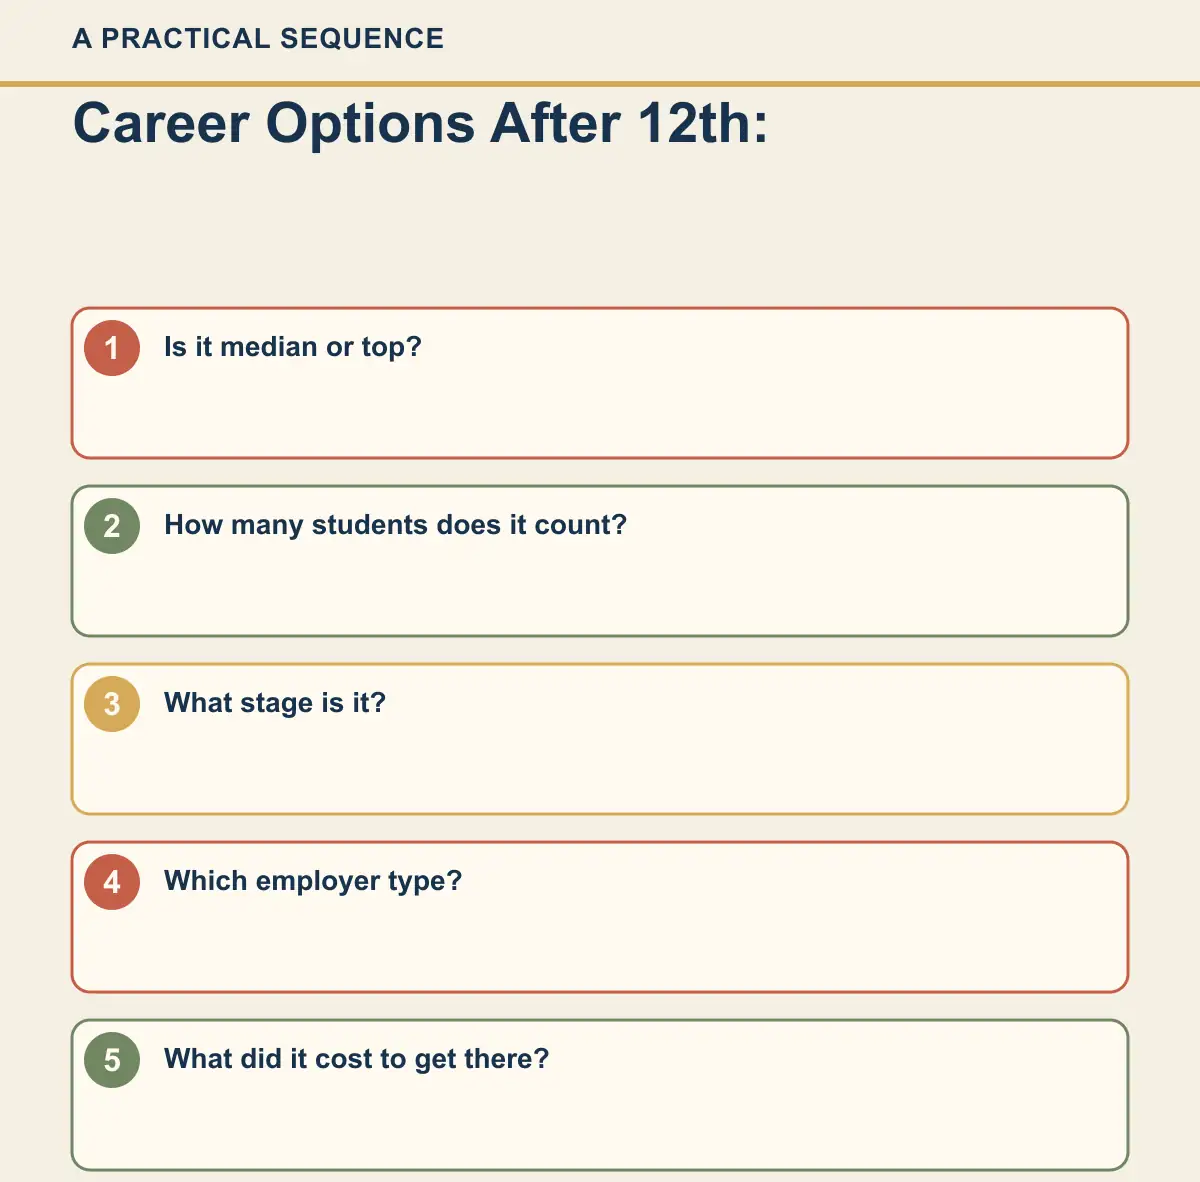 A PRACTICAL SEQUENCE
Career Options After 12th:
1 Is it median or top?
2 How many students does it count?
3 What stage is it?
4 Which employer type?
5 What did it cost to get there?